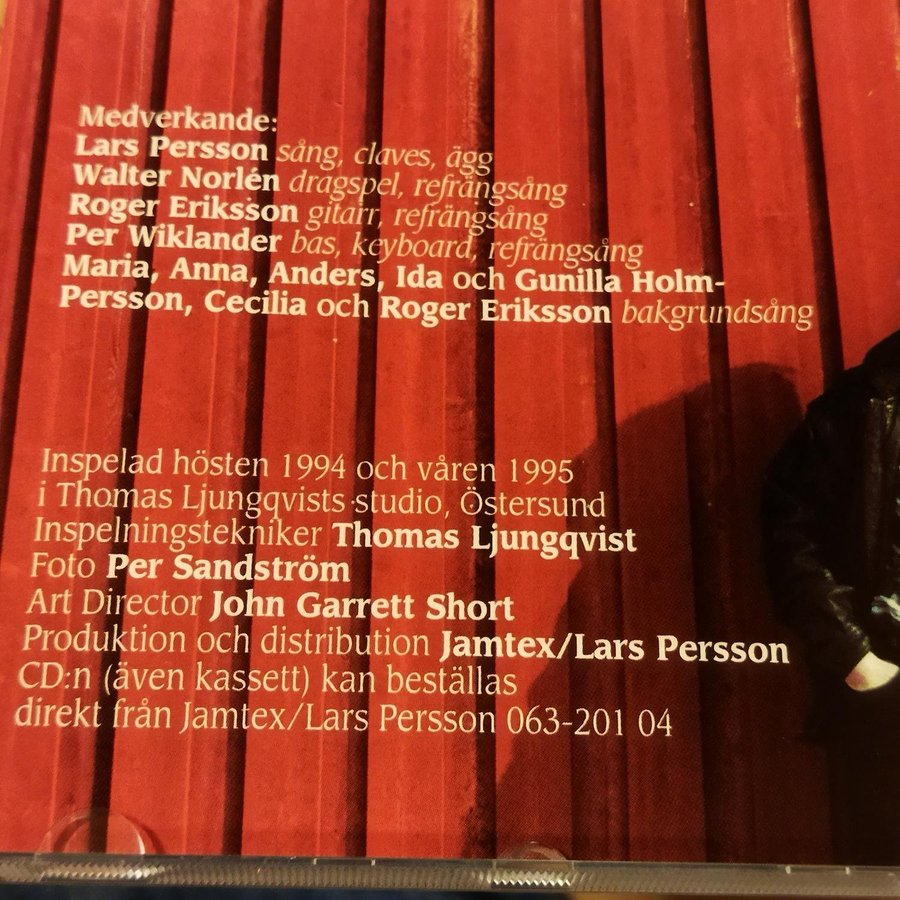 Medverkande:
Lars Persson sång, claves, ägg
Walter Norlén dragspel, refrängsång
Roger Eriksson gitarr, refrängsång
Per Wiklander bas, keyboard, refrängsång
Maria, Anna, Anders, Ida och Gunilla Holm-
Persson, Cecilia och Roger Eriksson bakgrundsång
Inspelad hösten 1994 och våren 1995
i Thomas Ljungqvists studio, Östersund
Inspelningstekniker Thomas Ljungqvist
Foto Per Sandström
Art Director John Garrett Short
Produktion och distribution Jamtex/Lars Persson
CD:n (även kassett) kan beställas
direkt från Jamtex/Lars Persson 063-201 04